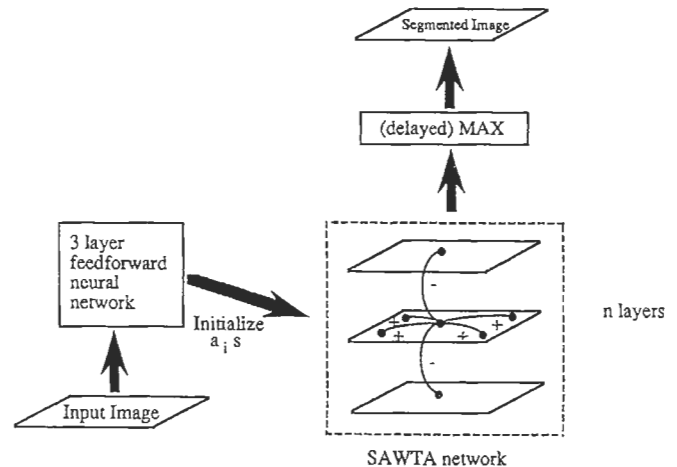 Segmented Image
(delayed) MAX
3 layer
feedforward
neural
network
Initialize
a i s
Input Image
-
+ +
+ +
-
n layers
SAWTA network